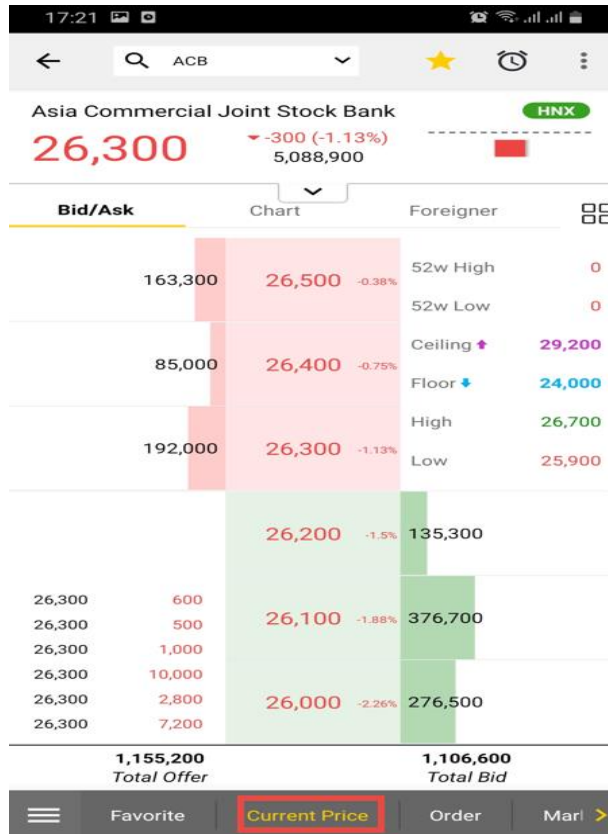 17:21
ACB
Asia Commercial Joint Stock Bank
HNX
26,300
-300 (-1.13%)
5,088,900
Bid/Ask Chart Foreigner
163,300 26,500 -0.38%
52w High 0
52w Low 0
85,000 26,400 -0.75%
Ceiling 29,200
Floor 24,000
192,000 26,300 -1.13%
High 26,700
Low 25,900
26,200 -1.5% 135,300
26,300 600
26,300 500
26,300 1,000
26,100 -1.88% 376,700
26,300 10,000
26,300 2,800
26,300 7,200
26,000 -2.26% 276,500
1,155,200 1,106,600
Total Offer Total Bid
Favorite Current Price Order Marl